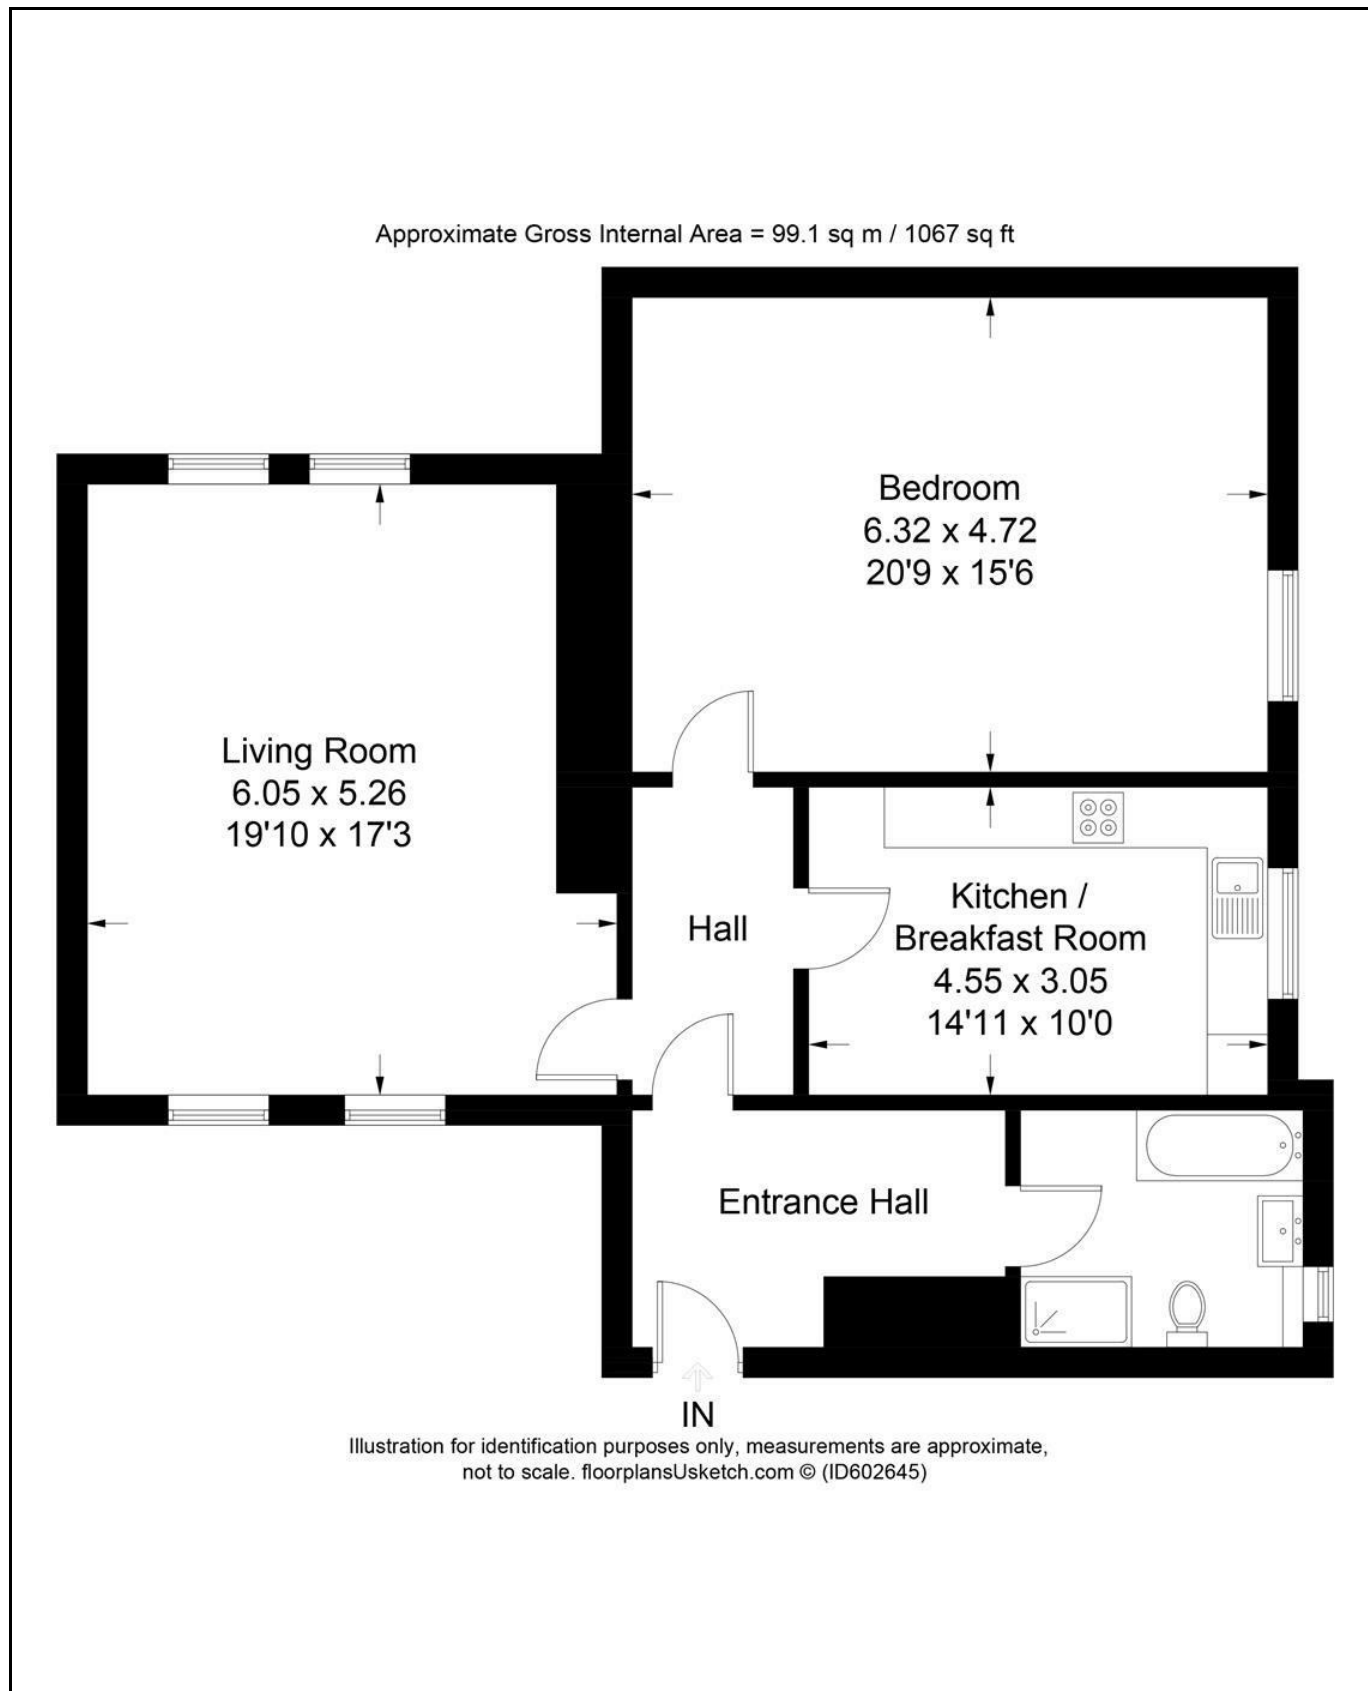 Approximate Gross Internal Area = 99.1 sq m / 1067 sq ft
Bedroom
6.32 x 4.72
20'9 x 15'6
Living Room
6.05 x 5.26
19'10 x 17'3
Hall
Kitchen /
Breakfast Room
4.55 x 3.05
14'11 x 10'0
Entrance Hall
IN
Illustration for identification purposes only, measurements are approximate,
not to scale. floorplansUsketch.com © (ID602645)